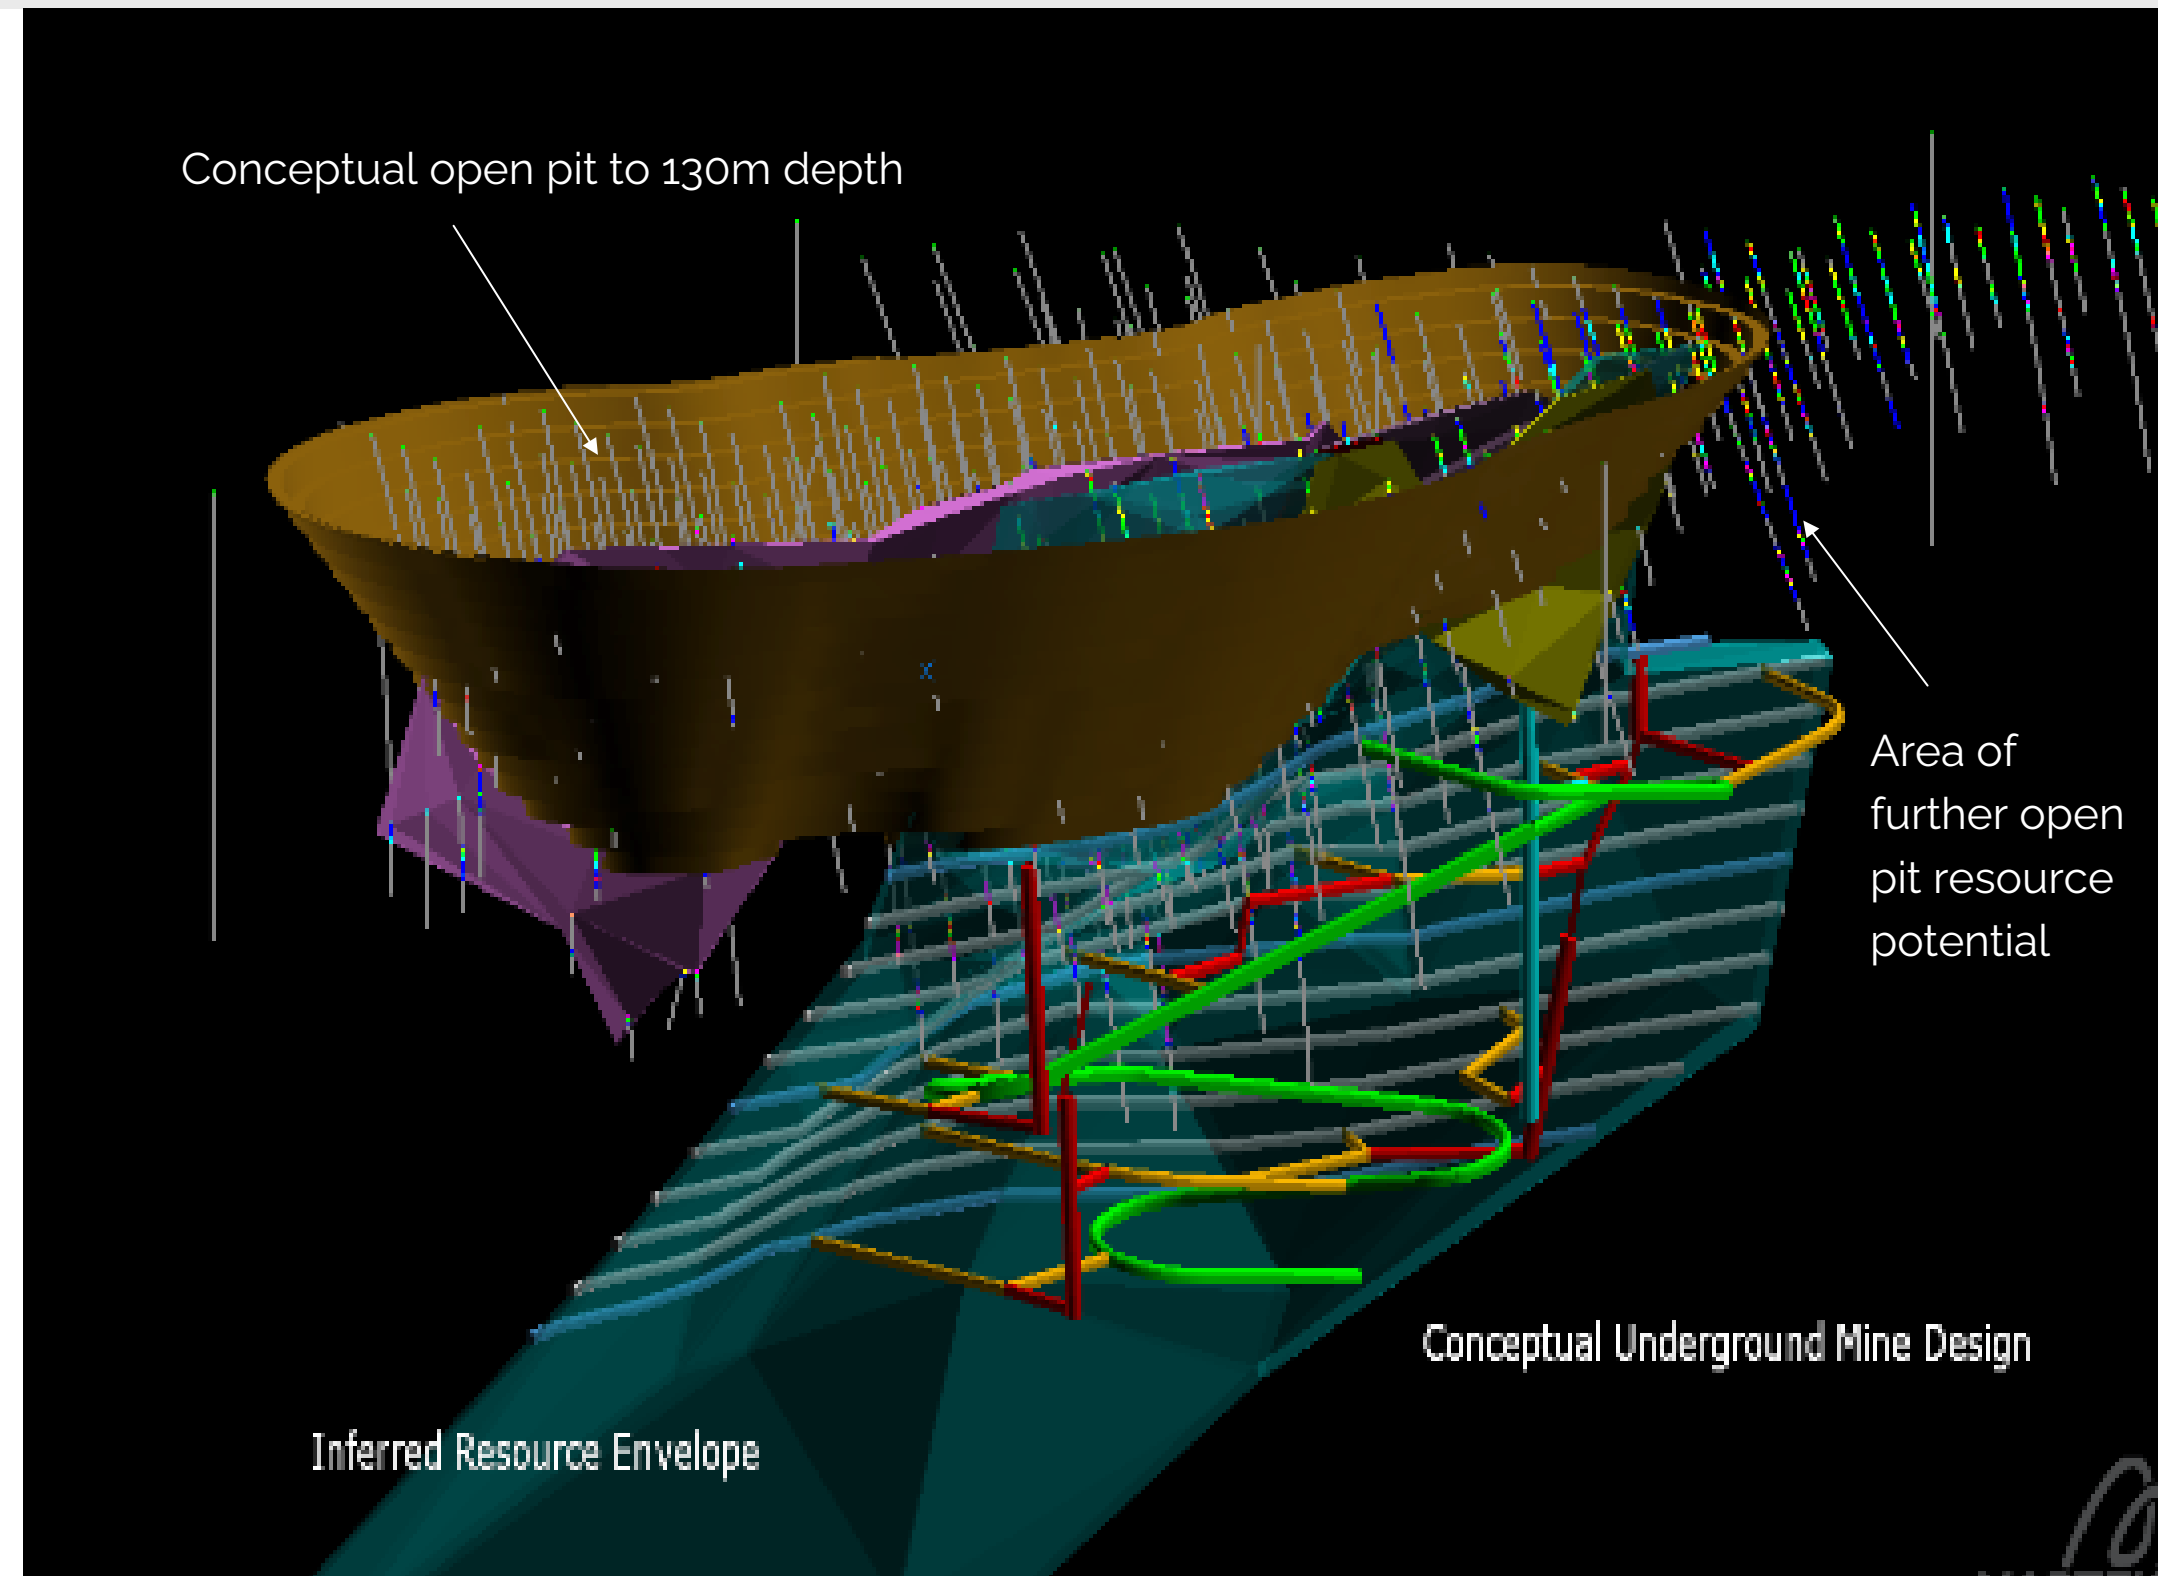 Conceptual open pit to 130m depth
Area of
further open
pit resource
potential
Conceptual Underground Mine Design
Inferred Resource Envelope